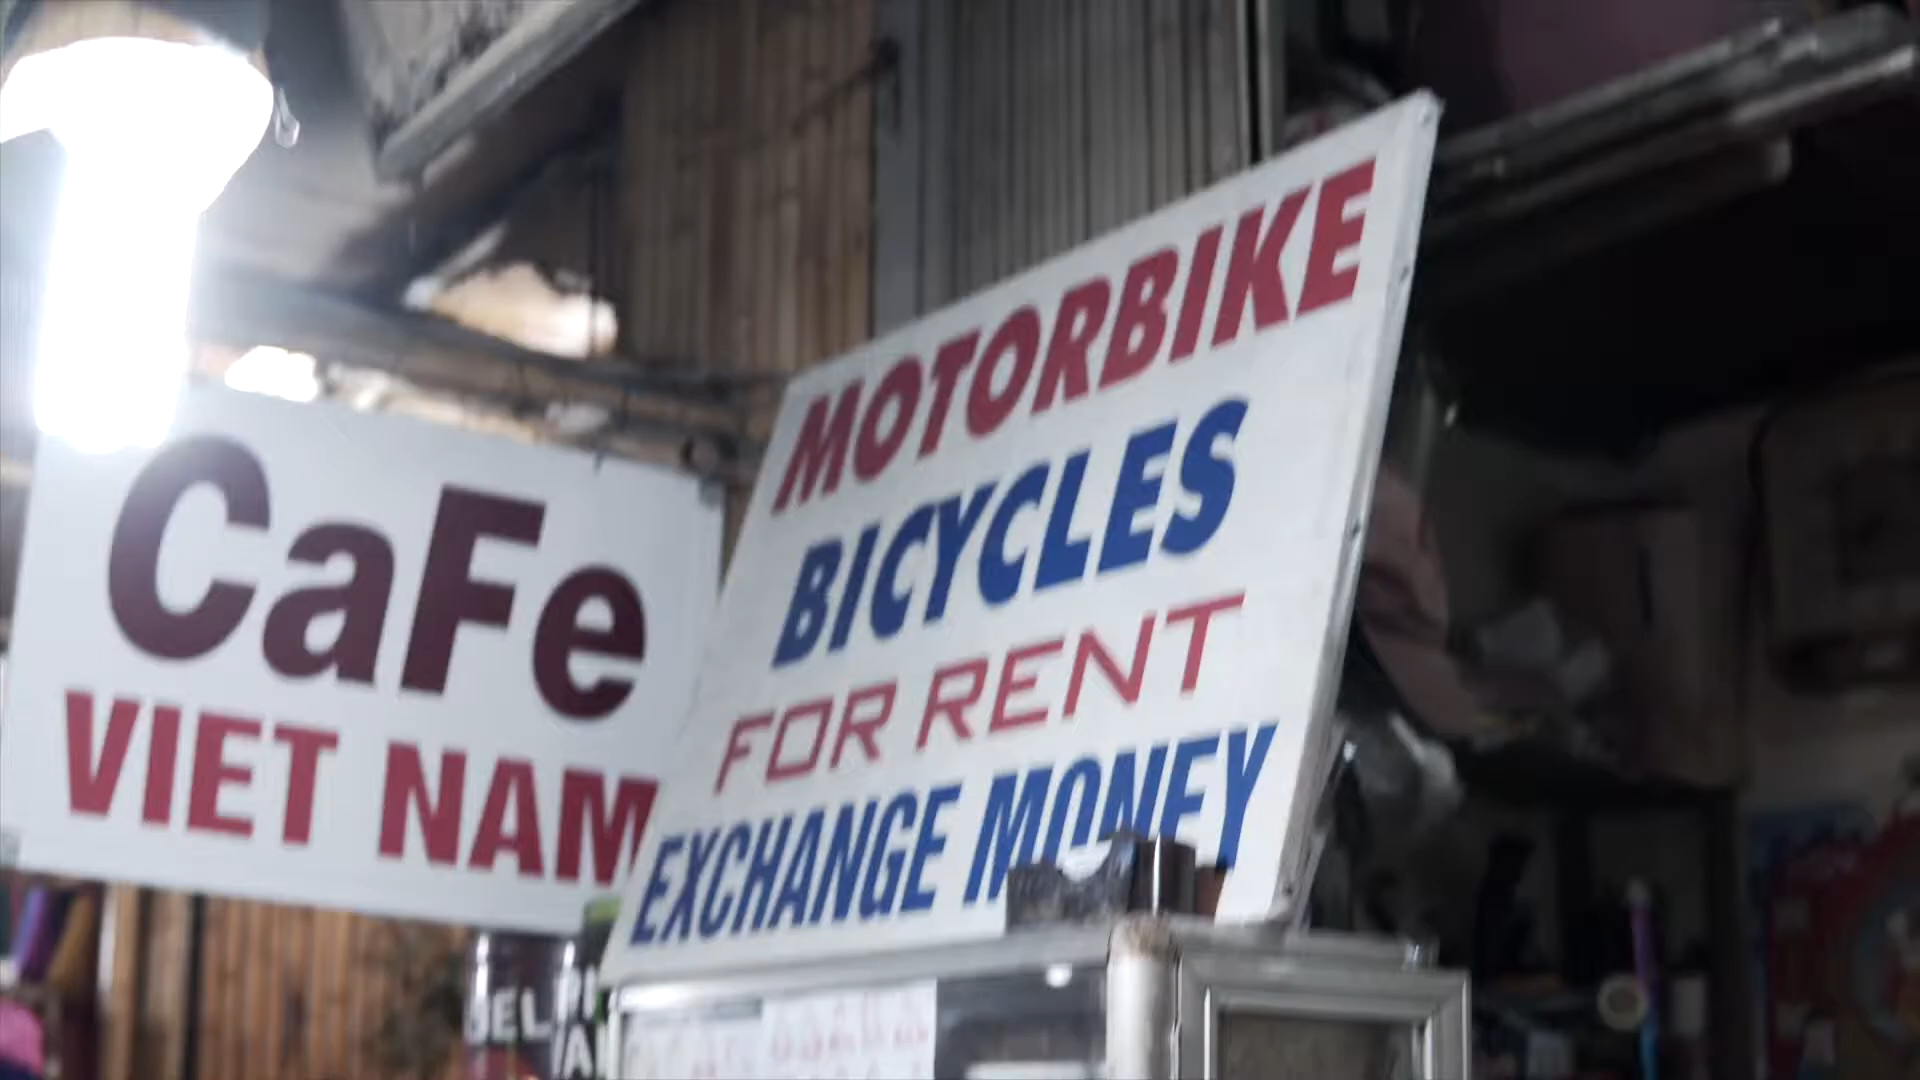 CaFe
VIET NAM
MOTORBIKE
BICYCLES
FOR RENT
EXCHANGE MONEY